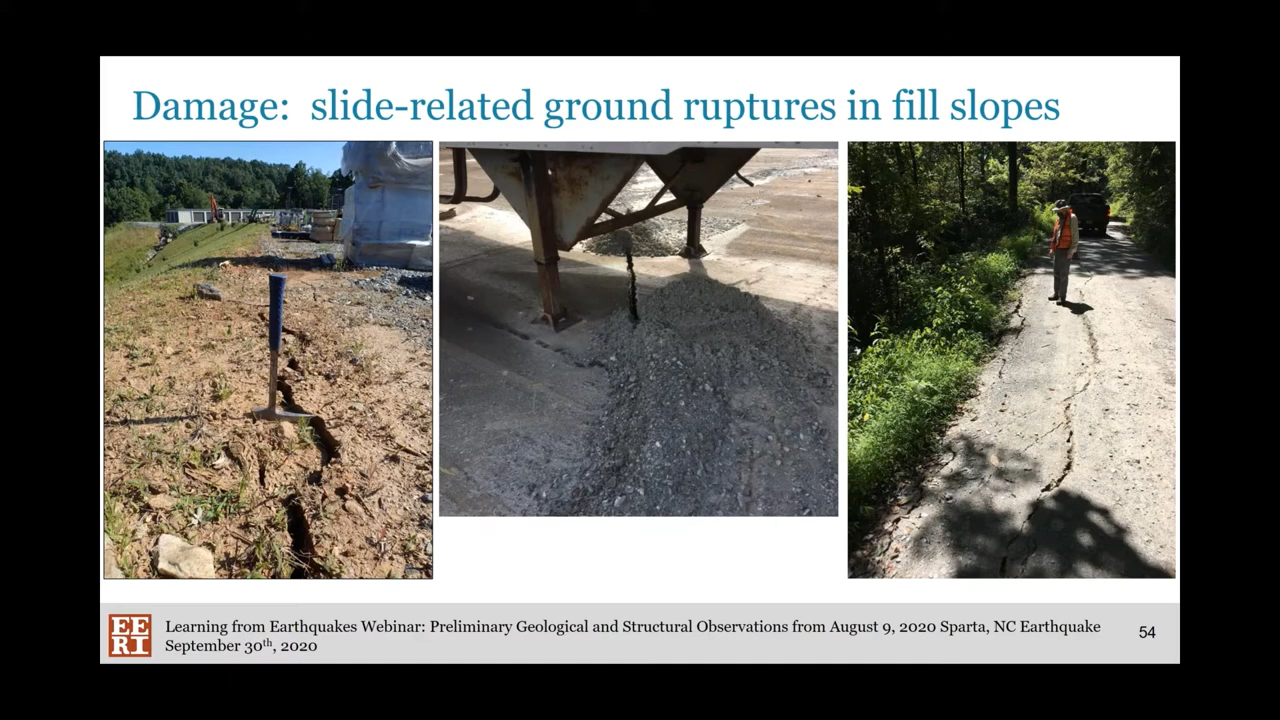 Damage: slide-related ground ruptures in fill slopes
EE
RI
Learning from Earthquakes Webinar: Preliminary Geological and Structural Observations from August 9, 2020 Sparta, NC Earthquake
September 30th, 2020
54